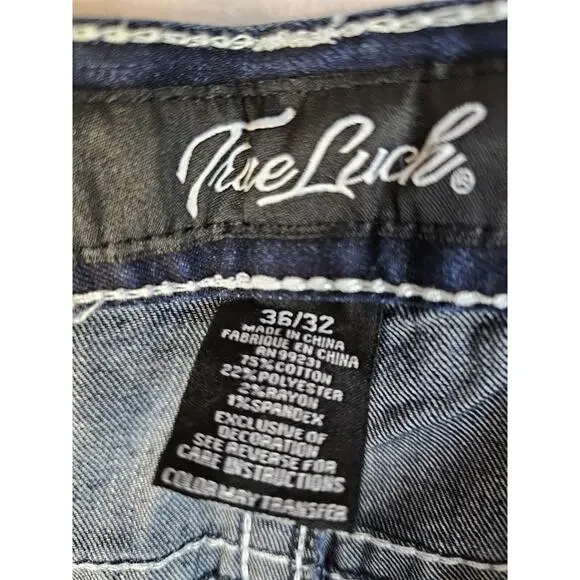 True Luck®
36/32
MADE IN CHINA
FABRIQUE EN CHINA
RN 99231
75% COTTON
22% POLYESTER
2% RAYON
1% SPANDEX
EXCLUSIVE OF
DECORATION
SEE REVERSE FOR
CARE INSTRUCTIONS
COLOR MAY TRANSFER